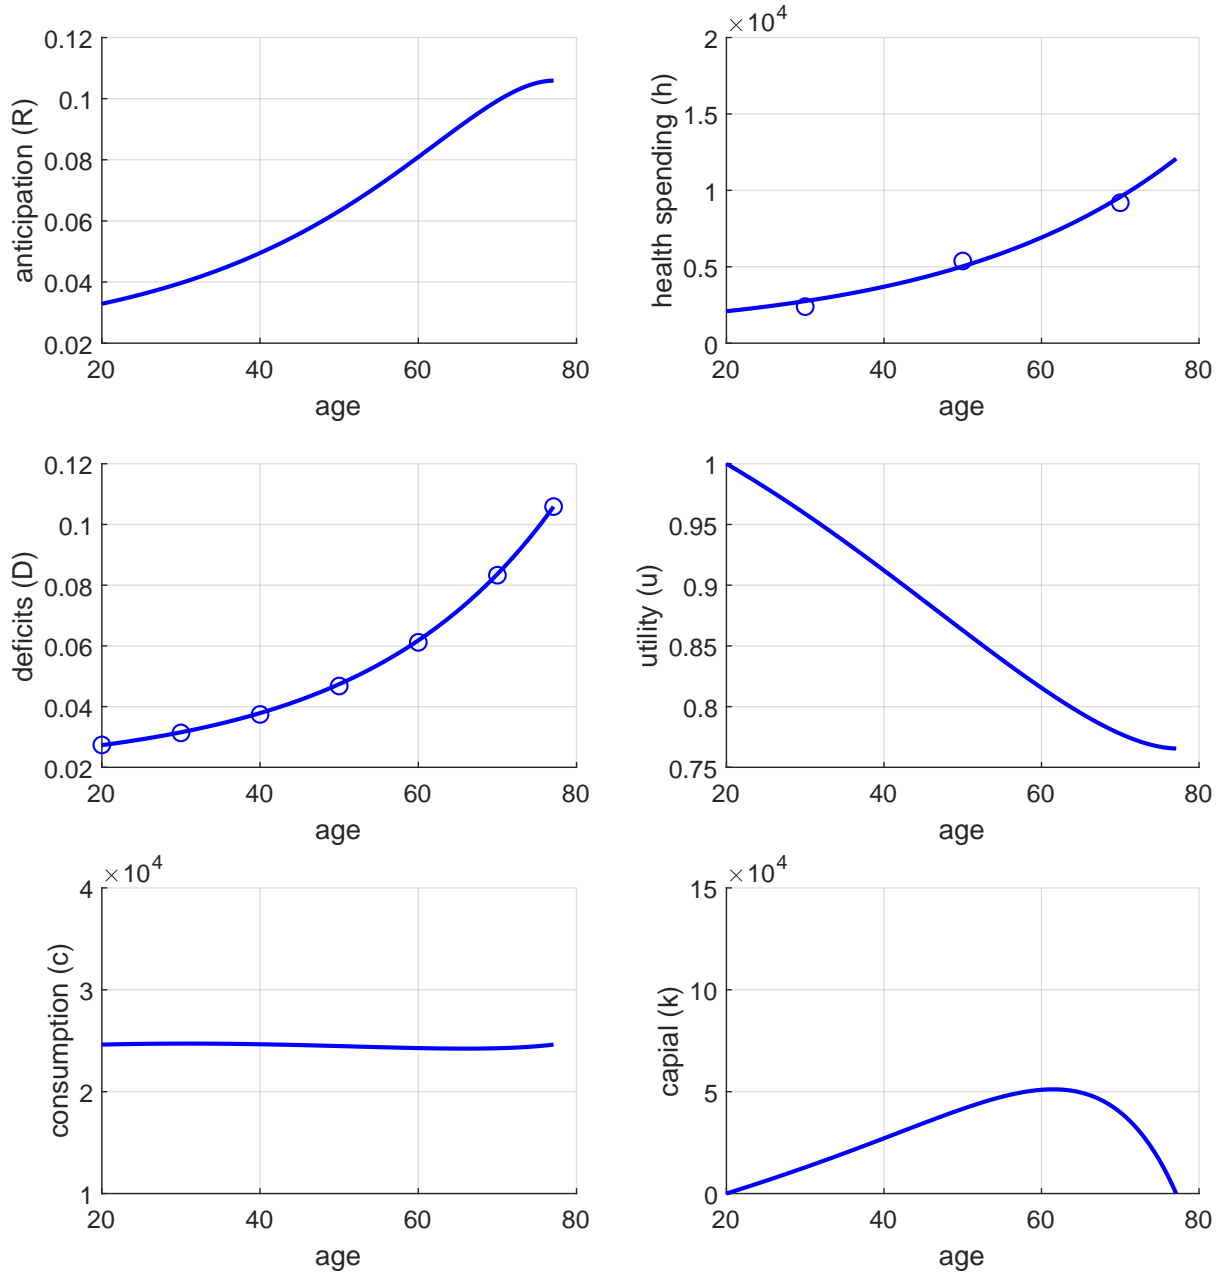 0.12
0.1
0.08
0.06
0.04
0.02
anticipation (R)
20 40 60 80
age
×10^4
2
1.5
1
0.5
0
health spending (h)
20 40 60 80
age
0.12
0.1
0.08
0.06
0.04
0.02
deficits (D)
20 40 60 80
age
1
0.95
0.9
0.85
0.8
0.75
utility (u)
20 40 60 80
age
×10^4
4
3
2
1
consumption (c)
20 40 60 80
age
×10^4
15
10
5
0
capial (k)
20 40 60 80
age